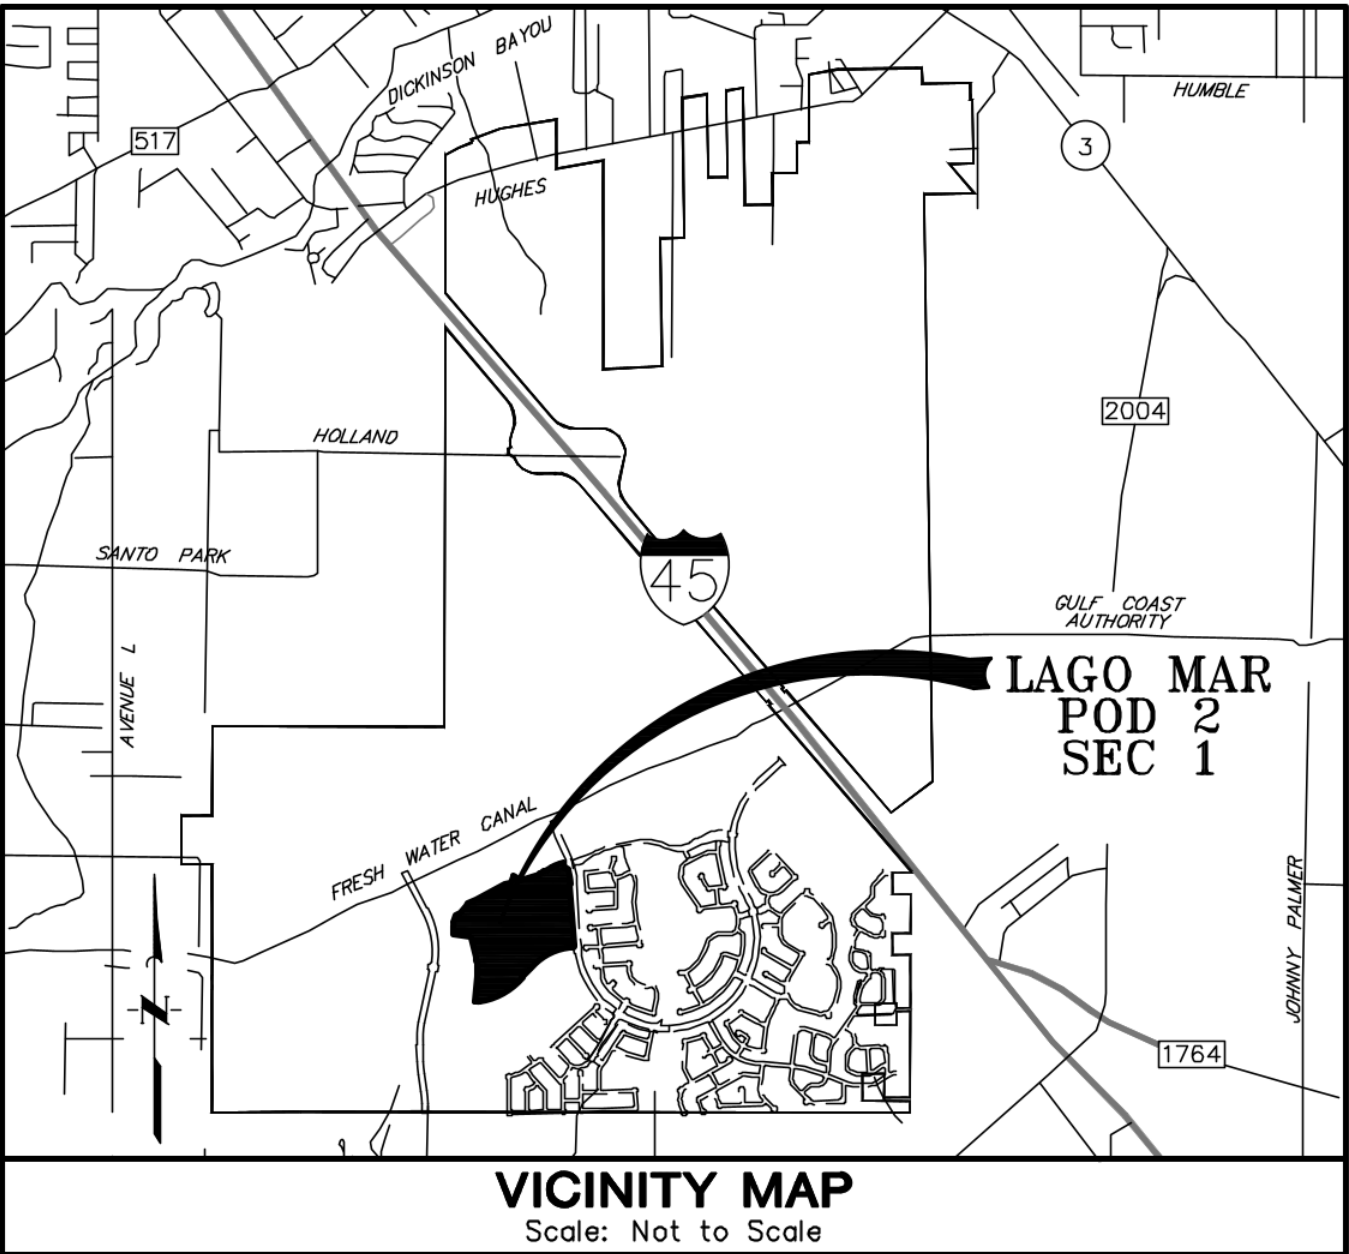 DICKINSON BAYOU
HUMBLE
517
3
HUGHES
2004
HOLLAND
SANTO PARK
45
GULF COAST
AUTHORITY
AVENUE L
LAGO MAR
POD 2
SEC 1
FRESH WATER CANAL
JOHNNY PALMER
N
1764
VICINITY MAP
Scale: Not to Scale